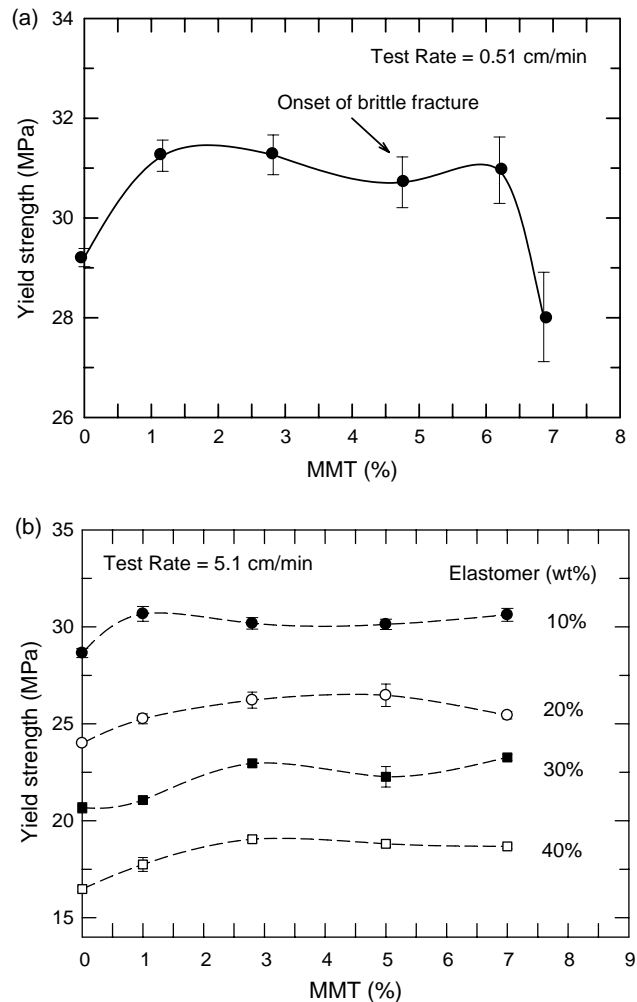 (a)
34
Test Rate = 0.51 cm/min
Onset of brittle fracture
32
30
28
26
Yield strength (MPa)
0 1 2 3 4 5 6 7 8
MMT (%)
(b)
35
Test Rate = 5.1 cm/min
Elastomer (wt%)
30
10%
25
20%
30%
20
40%
15
Yield strength (MPa)
0 1 2 3 4 5 6 7 8 9
MMT (%)